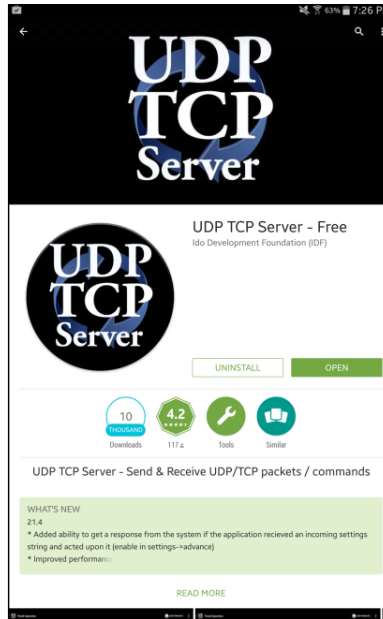 63% 7:26 P
UDP
TCP
Server
UDP
TCP
Server
UDP TCP Server - Free
Ido Development Foundation (IDF)
UNINSTALL
OPEN
10
THOUSAND
4.2
Downloads
117
Tools
Similar
UDP TCP Server - Send & Receive UDP/TCP packets / commands
WHAT'S NEW
21.4
* Added ability to get a response from the system if the application recieved an incoming settings
string and acted upon it (enable in settings->advance)
* Improved performance
READ MORE